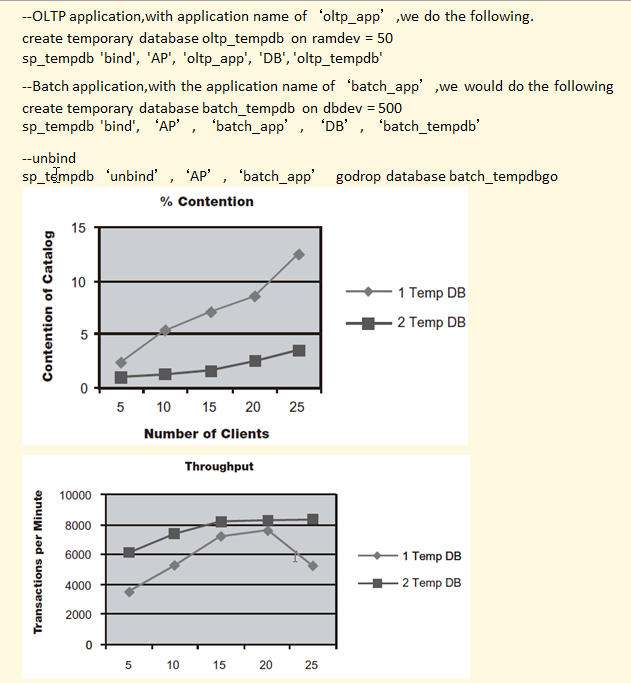 --OLTP application,with application name of ‘oltp_app’ ,we do the following.
create temporary database oltp_tempdb on ramdev = 50
sp_tempdb 'bind', 'AP', 'oltp_app', 'DB', 'oltp_tempdb'
--Batch application,with the application name of ‘batch_app’ ,we would do the following
create temporary database batch_tempdb on dbdev = 500
sp_tempdb 'bind', ‘AP’ , ‘batch_app’ , ‘DB’ , ‘batch_tempdb’
--unbind
sp_tempdb ‘unbind’ , ‘AP’ , ‘batch_app’ godrop database batch_tempdbgo
% Contention
Contention of Catalog
15
10
5
0
5 10 15 20 25
Number of Clients
1 Temp DB
2 Temp DB
Throughput
Transactions per Minute
10000
8000
6000
4000
2000
0
5 10 15 20 25
1 Temp DB
2 Temp DB